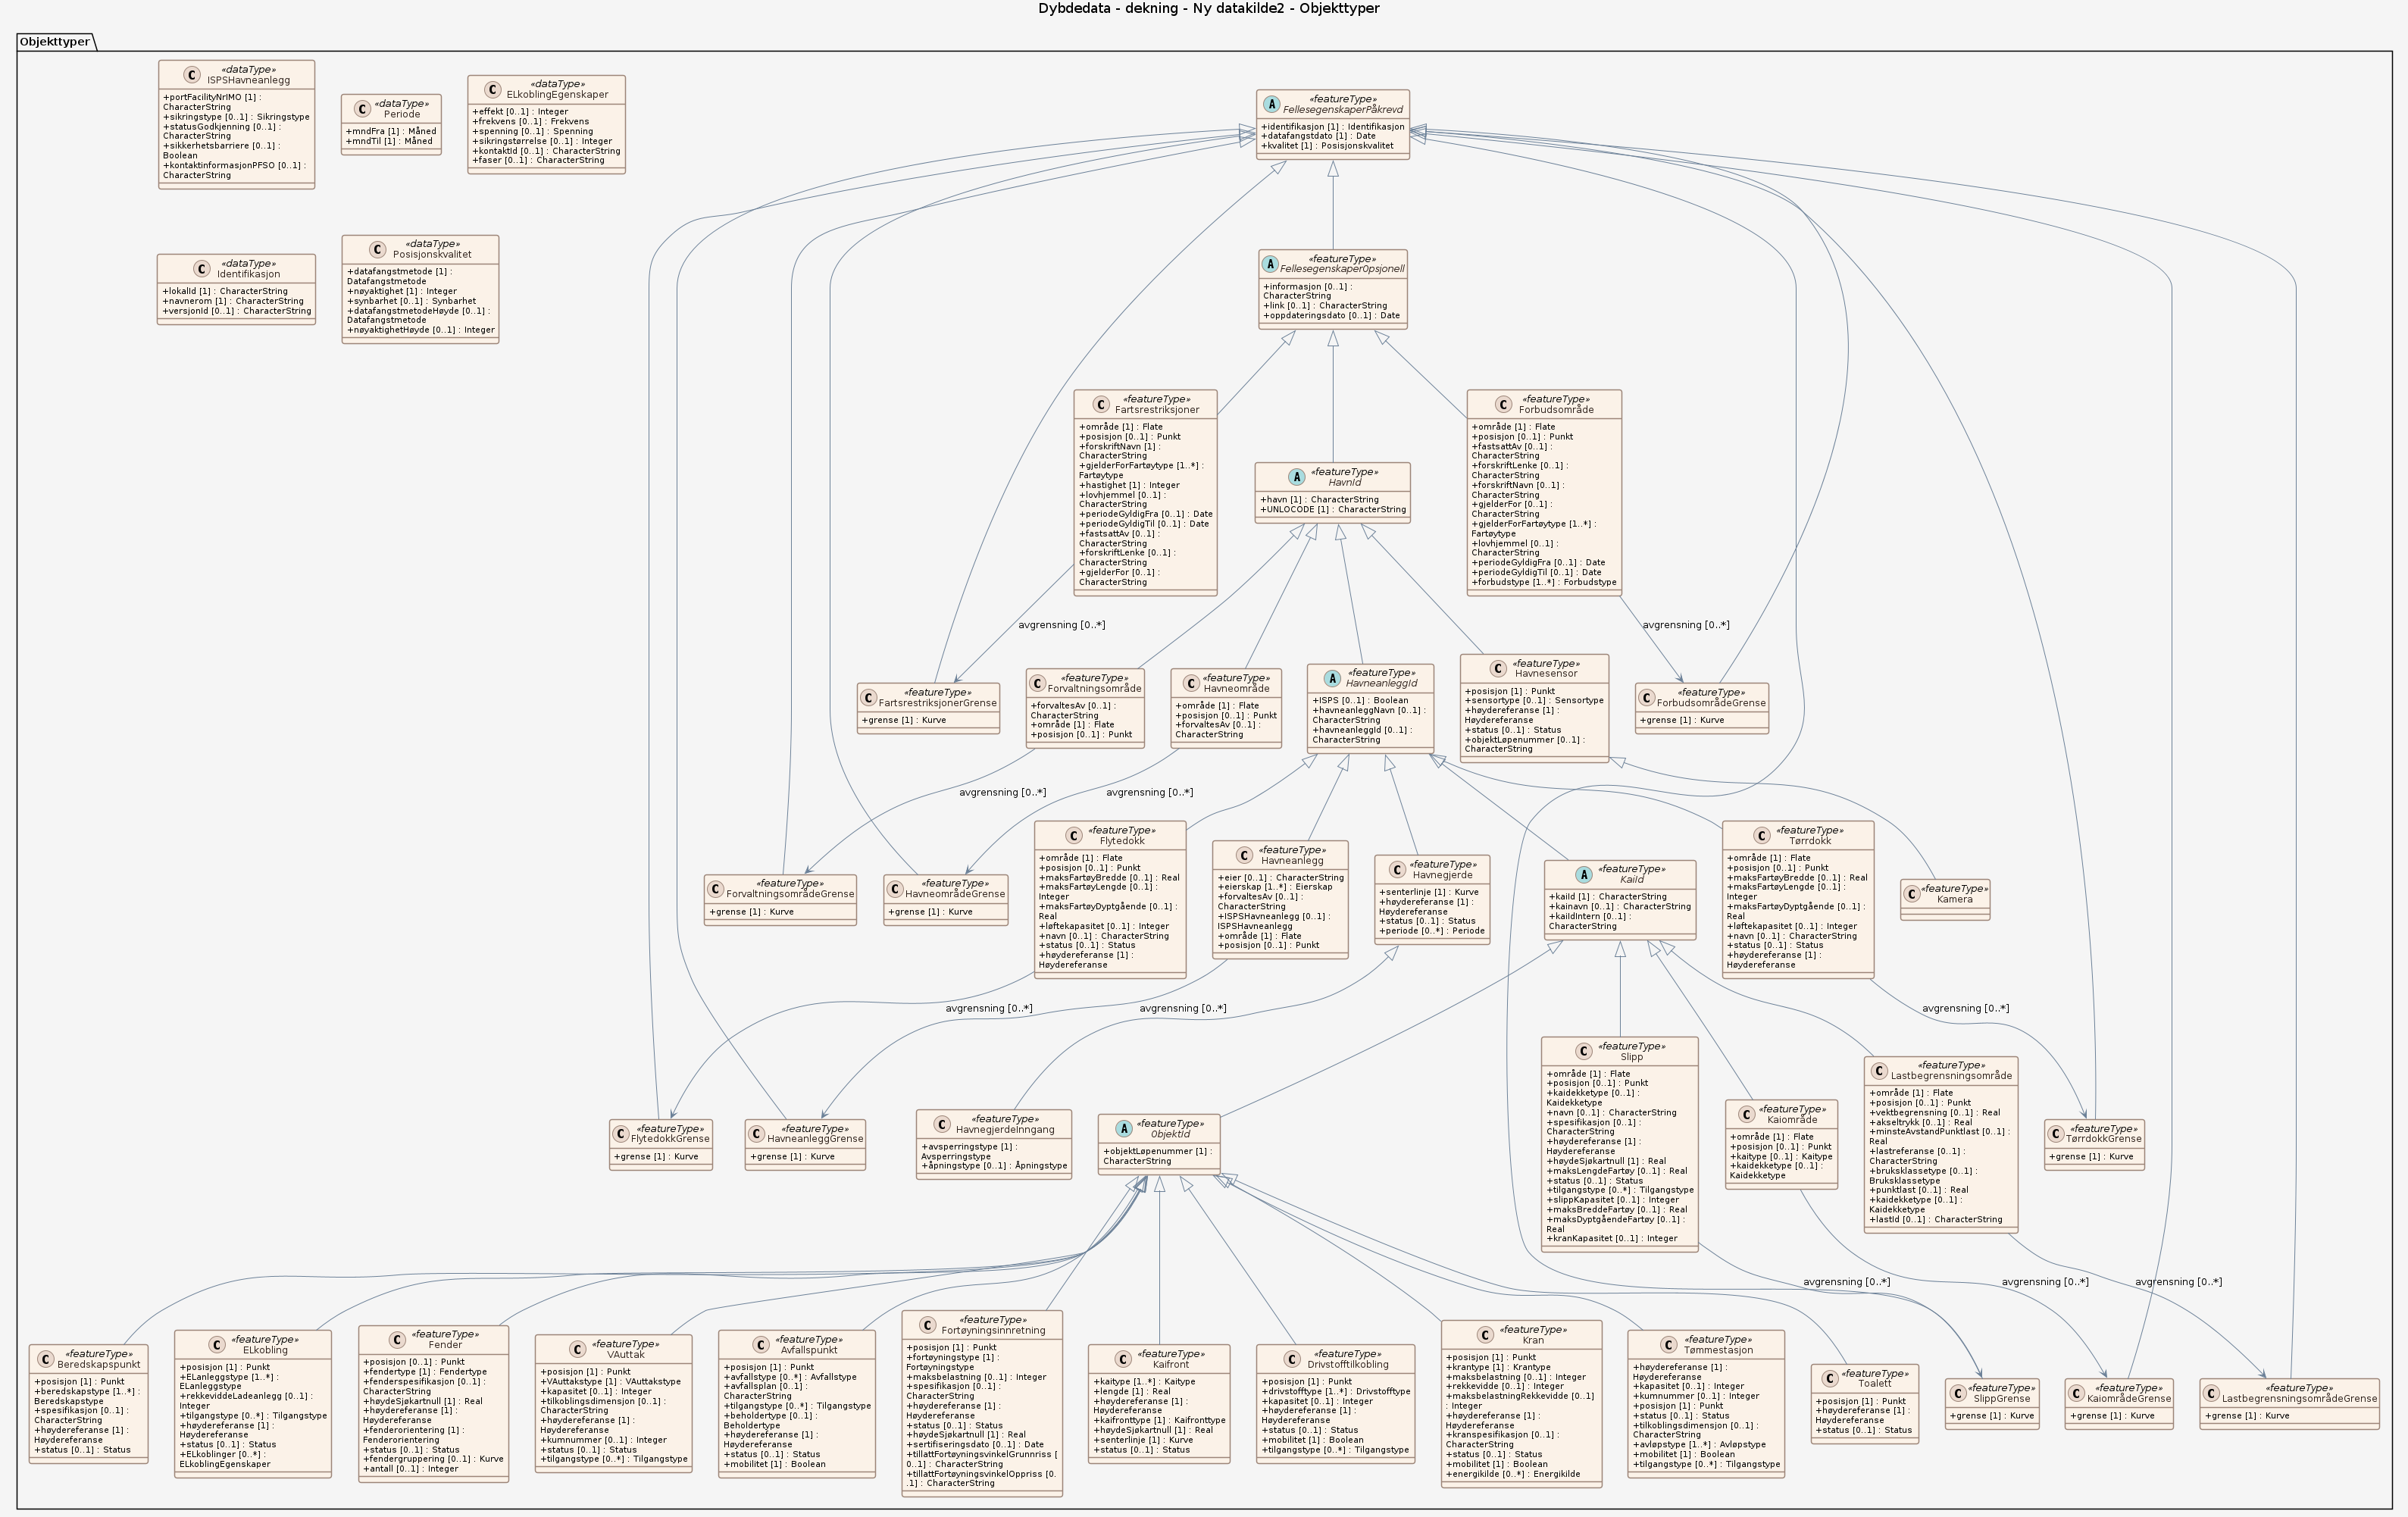 Dybdedata - dekning - Ny datakilde2 - Objekttyper
Objekttyper
«dataType»
ISPSHavneanlegg
+portFacilityNrIMO [1] :
CharacterString
+sikringstype [0..1] : Sikringstype
+statusGodkjenning [0..1] :
CharacterString
+sikkerhetsbarriere [0..1] :
Boolean
+kontaktinformasjonPFSO [0..1] :
CharacterString
«dataType»
Periode
+mndFra [1] : Måned
+mndTil [1] : Måned
«dataType»
ELkoblingEgenskaper
+effekt [0..1] : Integer
+frekvens [0..1] : Frekvens
+spenning [0..1] : Spenning
+sikringstørrelse [0..1] : Integer
+kontaktId [0..1] : CharacterString
+faser [0..1] : CharacterString
«featureType»
FellesegenskaperPåkrevd
+identifikasjon [1] : Identifikasjon
+datafangstdato [1] : Date
+kvalitet [1] : Posisjonskvalitet
«dataType»
Identifikasjon
+lokalId [1] : CharacterString
+navnerom [1] : CharacterString
+versjonId [0..1] : CharacterString
«dataType»
Posisjonskvalitet
+datafangstmetode [1] :
Datafangstmetode
+nøyaktighet [1] : Integer
+synbarhet [0..1] : Synbarhet
+datafangstmetodeHøyde [0..1] :
Datafangstmetode
+nøyaktighetHøyde [0..1] : Integer
«featureType»
FellesegenskaperOpsjonell
+informasjon [0..1] :
CharacterString
+link [0..1] : CharacterString
+oppdateringsdato [0..1] : Date
«featureType»
Fartsrestriksjoner
+område [1] : Flate
+posisjon [0..1] : Punkt
+forskriftNavn [1] :
CharacterString
+gjelderForFartøytype [1..*] :
Fartøytype
+hastighet [1] : Integer
+lovhjemmel [0..1] :
CharacterString
+periodeGyldigFra [0..1] : Date
+periodeGyldigTil [0..1] : Date
+fastsattAv [0..1] :
CharacterString
+forskriftLenke [0..1] :
CharacterString
+gjelderFor [0..1] :
CharacterString
«featureType»
HavnId
+havn [1] : CharacterString
+UNLOCODE [1] : CharacterString
«featureType»
Forbudsområde
+område [1] : Flate
+posisjon [0..1] : Punkt
+fastsattAv [0..1] :
CharacterString
+forskriftLenke [0..1] :
CharacterString
+forskriftNavn [0..1] :
CharacterString
+gjelderFor [0..1] :
CharacterString
+gjelderForFartøytype [1..*] :
Fartøytype
+lovhjemmel [0..1] :
CharacterString
+periodeGyldigFra [0..1] : Date
+periodeGyldigTil [0..1] : Date
+forbudstype [1..*] : Forbudstype
avgrensning [0..*]
avgrensning [0..*]
«featureType»
FartsrestriksjonerGrense
+grense [1] : Kurve
«featureType»
Forvaltningsområde
+forvaltesAv [0..1] :
CharacterString
+område [1] : Flate
+posisjon [0..1] : Punkt
«featureType»
Havneområde
+område [1] : Flate
+posisjon [0..1] : Punkt
+forvaltesAv [0..1] :
CharacterString
«featureType»
HavneanleggId
+ISPS [0..1] : Boolean
+havneanleggNavn [0..1] :
CharacterString
+havneanleggId [0..1] :
CharacterString
«featureType»
Havnesensor
+posisjon [1] : Punkt
+sensortype [0..1] : Sensortype
+høydereferanse [1] :
Høydereferanse
+status [0..1] : Status
+objektLøpenummer [0..1] :
CharacterString
«featureType»
ForbudsområdeGrense
+grense [1] : Kurve
avgrensning [0..*]
avgrensning [0..*]
«featureType»
ForvaltningsområdeGrense
+grense [1] : Kurve
«featureType»
HavneområdeGrense
+grense [1] : Kurve
«featureType»
Flytedokk
+område [1] : Flate
+posisjon [0..1] : Punkt
+maksFartøyBredde [0..1] : Real
+maksFartøyLengde [0..1] :
Integer
+maksFartøyDyptgående [0..1] :
Real
+løftekapasitet [0..1] : Integer
+navn [0..1] : CharacterString
+status [0..1] : Status
+høydereferanse [1] :
Høydereferanse
«featureType»
Havneanlegg
+eier [0..1] : CharacterString
+eierskap [1..*] : Eierskap
+forvaltesAv [0..1] :
CharacterString
+ISPSHavneanlegg [0..1] :
ISPSHavneanlegg
+område [1] : Flate
+posisjon [0..1] : Punkt
«featureType»
Havnegjerde
+senterlinje [1] : Kurve
+høydereferanse [1] :
Høydereferanse
+status [0..1] : Status
+periode [0..*] : Periode
«featureType»
KaiId
+kaiId [1] : CharacterString
+kainavn [0..1] : CharacterString
+kaiIdIntern [0..1] :
CharacterString
«featureType»
Tørrdokk
+område [1] : Flate
+posisjon [0..1] : Punkt
+maksFartøyBredde [0..1] : Real
+maksFartøyLengde [0..1] :
Integer
+maksFartøyDyptgående [0..1] :
Real
+løftekapasitet [0..1] : Integer
+navn [0..1] : CharacterString
+status [0..1] : Status
+høydereferanse [1] :
Høydereferanse
«featureType»
Kamera
avgrensning [0..*]
avgrensning [0..*]
avgrensning [0..*]
«featureType»
FlytedokkGrense
+grense [1] : Kurve
«featureType»
HavneanleggGrense
+grense [1] : Kurve
«featureType»
HavnegjerdeInngang
+avsperringstype [1] :
Avsperringstype
+åpningstype [0..1] : Åpningstype
«featureType»
ObjektId
+objektLøpenummer [1] :
CharacterString
«featureType»
Slipp
+område [1] : Flate
+posisjon [0..1] : Punkt
+kaidekketype [0..1] :
Kaidekketype
+navn [0..1] : CharacterString
+spesifikasjon [0..1] :
CharacterString
+høydereferanse [1] :
Høydereferanse
+høydeSjøkartnull [1] : Real
+maksLengdeFartøy [0..1] : Real
+status [0..1] : Status
+tilgangstype [0..*] : Tilgangstype
+slippKapasitet [0..1] : Integer
+maksBreddeFartøy [0..1] : Real
+maksDyptgåendeFartøy [0..1] :
Real
+kranKapasitet [0..1] : Integer
«featureType»
Kaiområde
+område [1] : Flate
+posisjon [0..1] : Punkt
+kaitype [0..1] : Kaitype
+kaidekketype [0..1] :
Kaidekketype
«featureType»
Lastbegrensningsområde
+område [1] : Flate
+posisjon [0..1] : Punkt
+vektbegrensning [0..1] : Real
+akseltrykk [0..1] : Real
+minsteAvstandPunktlast [0..1] :
Real
+lastreferanse [0..1] :
CharacterString
+bruksklassetype [0..1] :
Bruksklassetype
+punktlast [0..1] : Real
+kaidekketype [0..1] :
Kaidekketype
+lastId [0..1] : CharacterString
«featureType»
TørrdokkGrense
+grense [1] : Kurve
avgrensning [0..*]
avgrensning [0..*]
avgrensning [0..*]
«featureType»
Beredskapspunkt
+posisjon [1] : Punkt
+beredskapstype [1..*] :
Beredskapstype
+spesifikasjon [0..1] :
CharacterString
+høydereferanse [1] :
Høydereferanse
+status [0..1] : Status
«featureType»
ELkobling
+posisjon [1] : Punkt
+ELanleggstype [1..*] :
ELanleggstype
+rekkeviddeLadeanlegg [0..1] :
Integer
+tilgangstype [0..*] : Tilgangstype
+høydereferanse [1] :
Høydereferanse
+status [0..1] : Status
+ELkoblinger [0..*] :
ELkoblingEgenskaper
«featureType»
Fender
+posisjon [0..1] : Punkt
+fendertype [1] : Fendertype
+fenderspesifikasjon [0..1] :
CharacterString
+høydeSjøkartnull [1] : Real
+høydereferanse [1] :
Høydereferanse
+fenderorientering [1] :
Fenderorientering
+status [0..1] : Status
+fendergruppering [0..1] : Kurve
+antall [0..1] : Integer
«featureType»
VAuttak
+posisjon [1] : Punkt
+VAuttakstype [1] : VAuttakstype
+kapasitet [0..1] : Integer
+tilkoblingsdimensjon [0..1] :
CharacterString
+høydereferanse [1] :
Høydereferanse
+kumnummer [0..1] : Integer
+status [0..1] : Status
+tilgangstype [0..*] : Tilgangstype
«featureType»
Avfallspunkt
+posisjon [1] : Punkt
+avfallstype [0..*] : Avfallstype
+avfallsplan [0..1] :
CharacterString
+tilgangstype [0..*] : Tilgangstype
+beholdertype [0..1] :
Beholdertype
+høydereferanse [1] :
Høydereferanse
+status [0..1] : Status
+mobilitet [1] : Boolean
«featureType»
Fortøyningsinnretning
+posisjon [1] : Punkt
+fortøyningstype [1] :
Fortøyningstype
+maksbelastning [0..1] : Integer
+spesifikasjon [0..1] :
CharacterString
+høydereferanse [1] :
Høydereferanse
+status [0..1] : Status
+høydeSjøkartnull [1] : Real
+sertifiseringsdato [0..1] : Date
+tillattFortøyningsvinkelGrunnriss [
0..1] : CharacterString
+tillattFortøyningsvinkelOppriss [0.
.1] : CharacterString
«featureType»
Kaifront
+kaitype [1..*] : Kaitype
+lengde [1] : Real
+høydereferanse [1] :
Høydereferanse
+kaifronttype [1] : Kaifronttype
+høydeSjøkartnull [1] : Real
+senterlinje [1] : Kurve
+status [0..1] : Status
«featureType»
Drivstofftilkobling
+posisjon [1] : Punkt
+drivstofftype [1..*] : Drivstofftype
+kapasitet [0..1] : Integer
+høydereferanse [1] :
Høydereferanse
+status [0..1] : Status
+mobilitet [1] : Boolean
+tilgangstype [0..*] : Tilgangstype
«featureType»
Kran
+posisjon [1] : Punkt
+krantype [1] : Krantype
+maksbelastning [0..1] : Integer
+rekkevidde [0..1] : Integer
+maksbelastningRekkevidde [0..1]
: Integer
+høydereferanse [1] :
Høydereferanse
+kranspesifikasjon [0..1] :
CharacterString
+status [0..1] : Status
+mobilitet [1] : Boolean
+energikilde [0..*] : Energikilde
«featureType»
Tømmestasjon
+høydereferanse [1] :
Høydereferanse
+kapasitet [0..1] : Integer
+kumnummer [0..1] : Integer
+posisjon [1] : Punkt
+status [0..1] : Status
+tilkoblingsdimensjon [0..1] :
CharacterString
+avløpstype [1..*] : Avløpstype
+mobilitet [1] : Boolean
+tilgangstype [0..*] : Tilgangstype
«featureType»
Toalett
+posisjon [1] : Punkt
+høydereferanse [1] :
Høydereferanse
+status [0..1] : Status
«featureType»
SlippGrense
+grense [1] : Kurve
«featureType»
KaiområdeGrense
+grense [1] : Kurve
«featureType»
LastbegrensningsområdeGrense
+grense [1] : Kurve